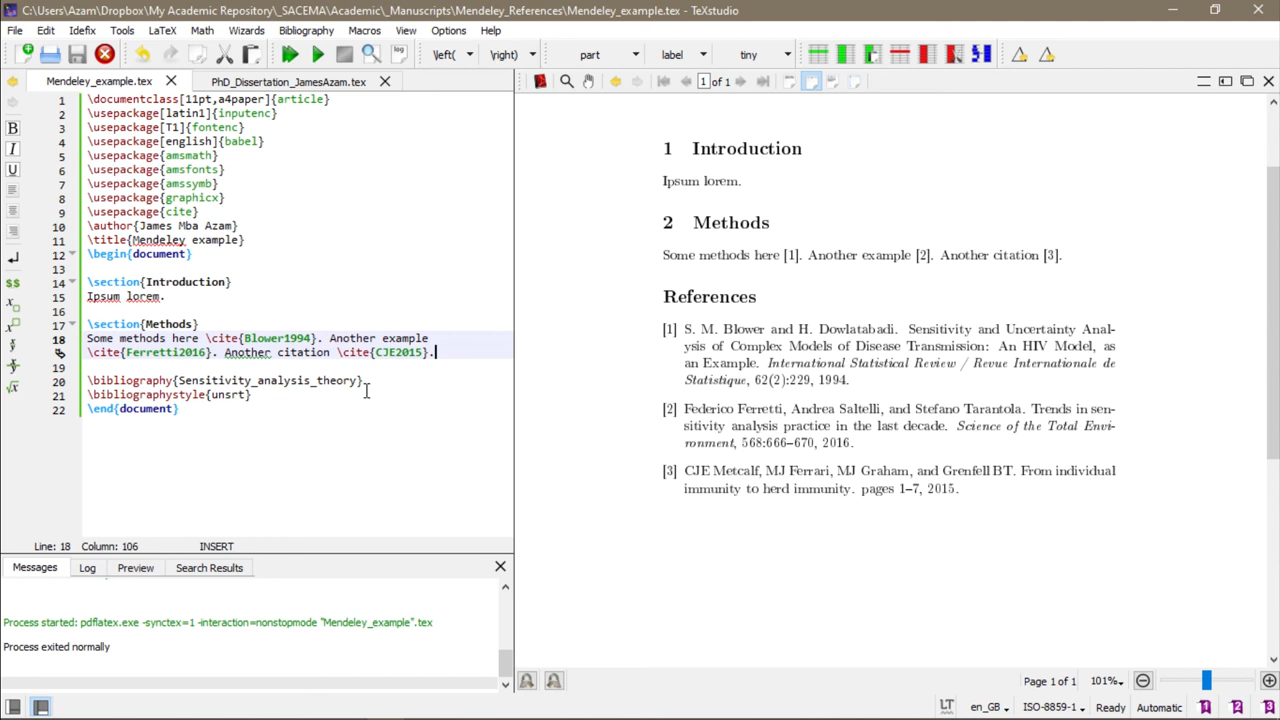 C:\Users\Azam\Dropbox\My Academic Repository\_SACEMA\Academic\_Manuscripts\Mendeley_References\Mendeley_example.tex - TeXstudio
File Edit Idefix Tools LaTeX Math Wizards Bibliography Macros View Options Help
log \left( \right) part label tiny
Mendeley_example.tex PhD_Dissertation_JamesAzam.tex 1 of 1
1 \documentclass[11pt,a4paper]{article}
2 \usepackage[latin1]{inputenc}
3 \usepackage[T1]{fontenc}
4 \usepackage[english]{babel}
5 \usepackage{amsmath}
6 \usepackage{amsfonts}
7 \usepackage{amssymb}
8 \usepackage{graphicx}
9 \usepackage{cite}
10 \author{James Mba Azam}
11 \title{Mendeley example}
12 \begin{document}
13
14 \section{Introduction}
15 Ipsum lorem.
16
17 \section{Methods}
18 Some methods here \cite{Blower1994}. Another example
\cite{Ferretti2016}. Another citation \cite{CJE2015}.
19
20 \bibliography{Sensitivity_analysis_theory}
21 \bibliographystyle{unsrt}
22 \end{document}
Line: 18 Column: 106 INSERT
Messages Log Preview Search Results
Process started: pdflatex.exe -synctex=1 -interaction=nonstopmode "Mendeley_example".tex
Process exited normally
1 Introduction
Ipsum lorem.
2 Methods
Some methods here [1]. Another example [2]. Another citation [3].
References
[1] S. M. Blower and H. Dowlatabadi. Sensitivity and Uncertainty Anal-
ysis of Complex Models of Disease Transmission: An HIV Model, as
an Example. International Statistical Review / Revue Internationale de
Statistique, 62(2):229, 1994.
[2] Federico Ferretti, Andrea Saltelli, and Stefano Tarantola. Trends in sen-
sitivity analysis practice in the last decade. Science of the Total Envi-
ronment, 568:666–670, 2016.
[3] CJE Metcalf, MJ Ferrari, MJ Graham, and Grenfell BT. From individual
immunity to herd immunity. pages 1–7, 2015.
Page 1 of 1 101%
LT en_GB ISO-8859-1 Ready Automatic 1 2 3